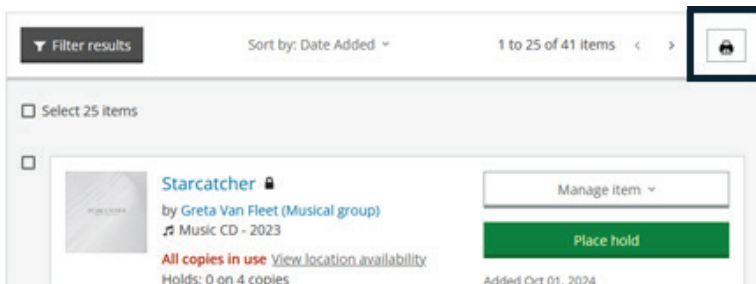 Filter results
Sort by: Date Added
1 to 25 of 41 items
Select 25 items
Starcatcher
by Greta Van Fleet (Musical group)
Music CD - 2023
All copies in use View location availability
Holds: 0 on 4 copies
Manage item
Place hold
Added Oct 01, 2024